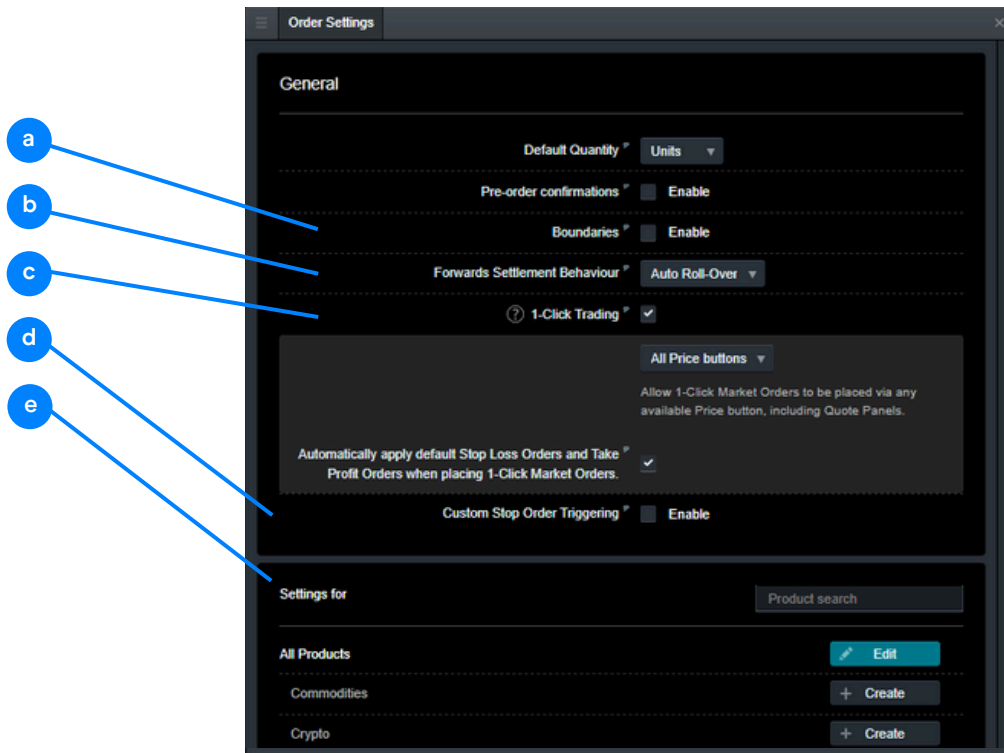 Order Settings
General
a
Default Quantity Units
b
Pre-order confirmations Enable
Boundaries Enable
c
Forwards Settlement Behaviour Auto Roll-Over
? 1-Click Trading
d
All Price buttons
Allow 1-Click Market Orders to be placed via any
available Price button, including Quote Panels.
e
Automatically apply default Stop Loss Orders and Take
Profit Orders when placing 1-Click Market Orders.
Custom Stop Order Triggering Enable
Settings for Product search
All Products Edit
Commodities + Create
Crypto + Create